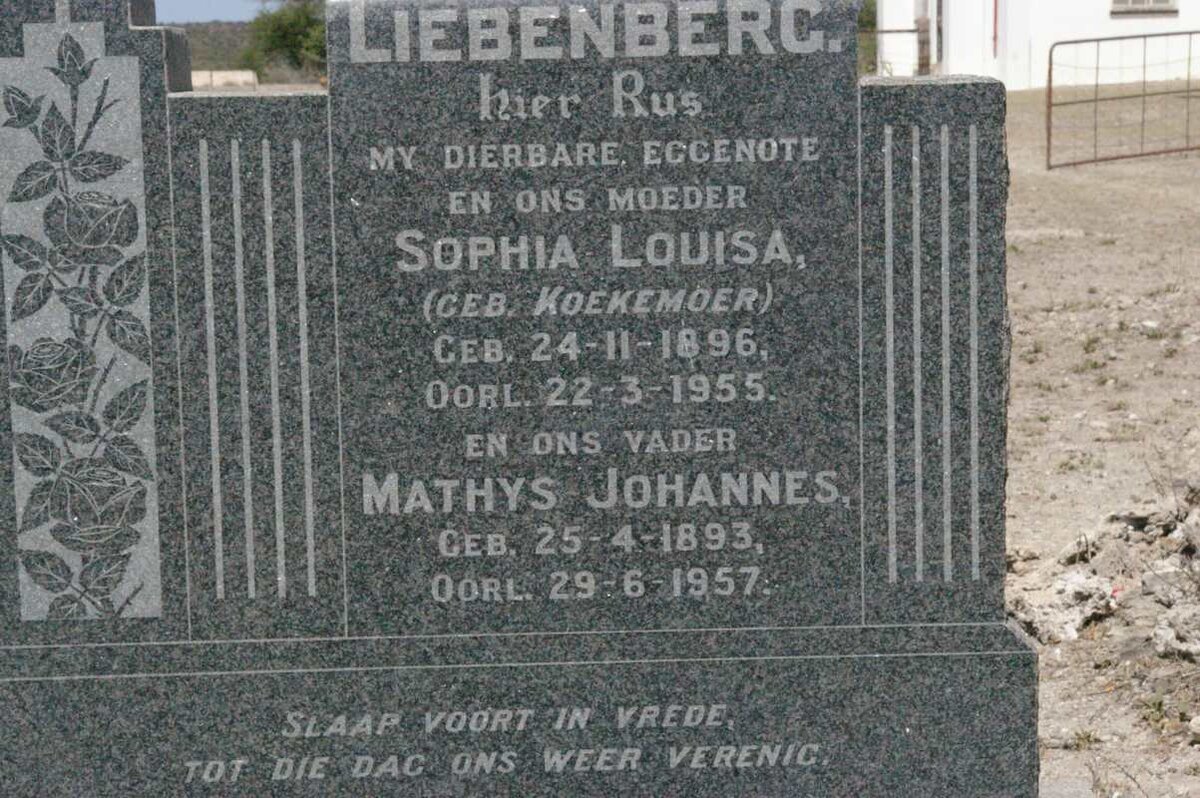 LIEBENBERG.
Hier Rus
MY DIERBARE EGGENOTE
EN ONS MOEDER
SOPHIA LOUISA,
(GEB. KOEKEMOER)
GEB. 24-11-1896,
OORL. 22-3-1955.
EN ONS VADER
MATHYS JOHANNES,
GEB. 25-4-1893,
OORL. 29-6-1957.
SLAAP VOORT IN VREDE,
TOT DIE DAG ONS WEER VERENIG.